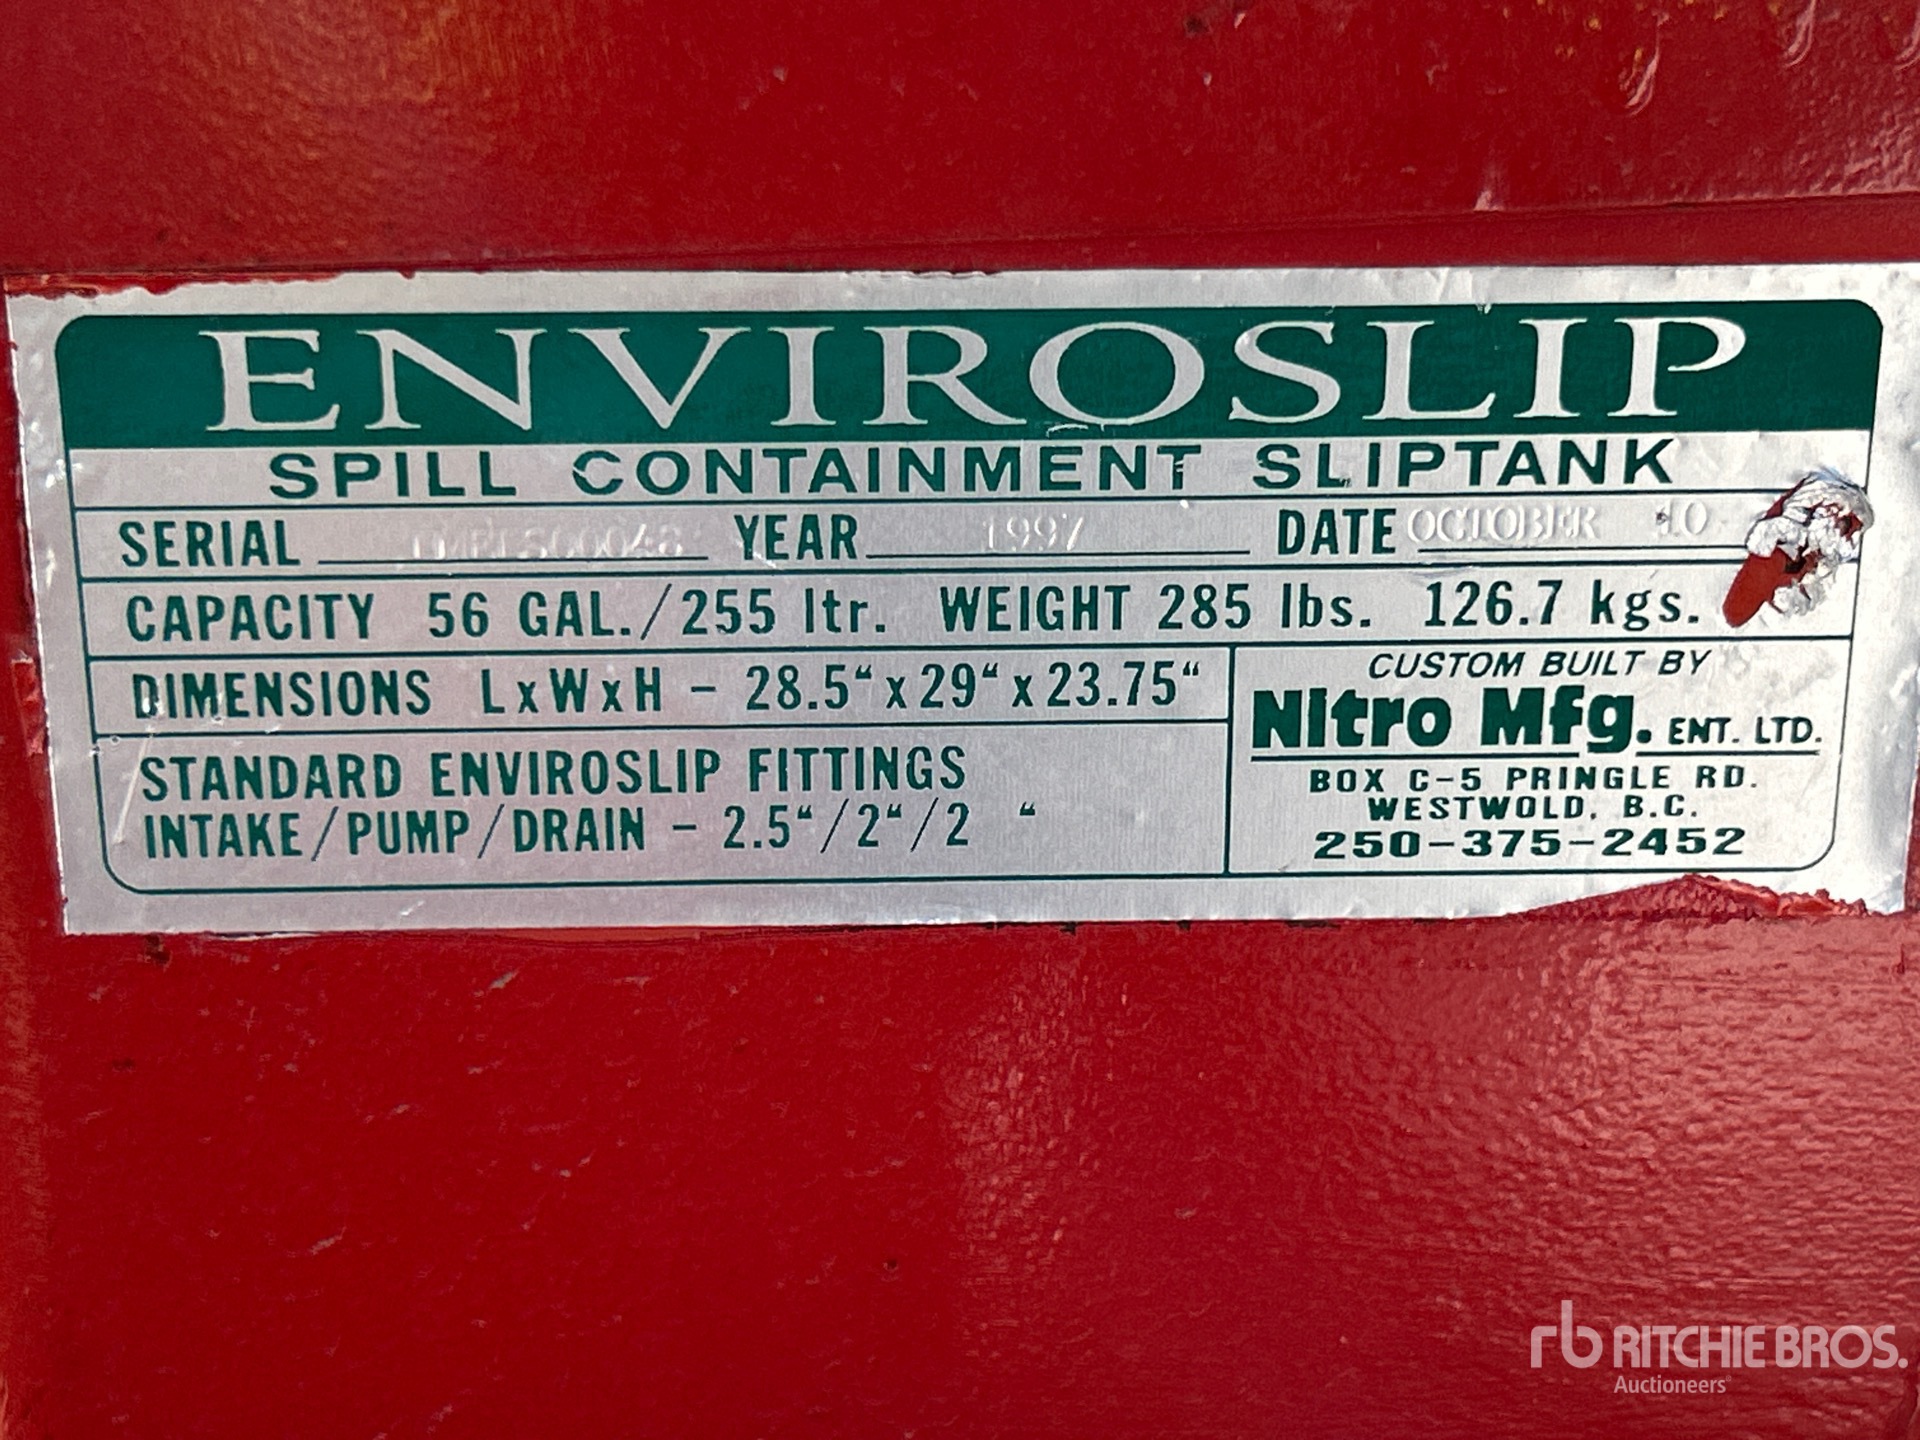 ENVIROSLIP
SPILL CONTAINMENT SLIPTANK
SERIAL YEAR 1997 DATE OCTOBER 10
CAPACITY 56 GAL./255 ltr. WEIGHT 285 lbs. 126.7 kgs.
DIMENSIONS LxWxH - 28.5“x29“x23.75“
STANDARD ENVIROSLIP FITTINGS
INTAKE/PUMP/DRAIN - 2.5“/2“/2 “
CUSTOM BUILT BY
Nitro Mfg. ENT. LTD.
BOX C-5 PRINGLE RD.
WESTWOLD, B.C.
250-375-2452
rb RITCHIE BROS.
Auctioneers